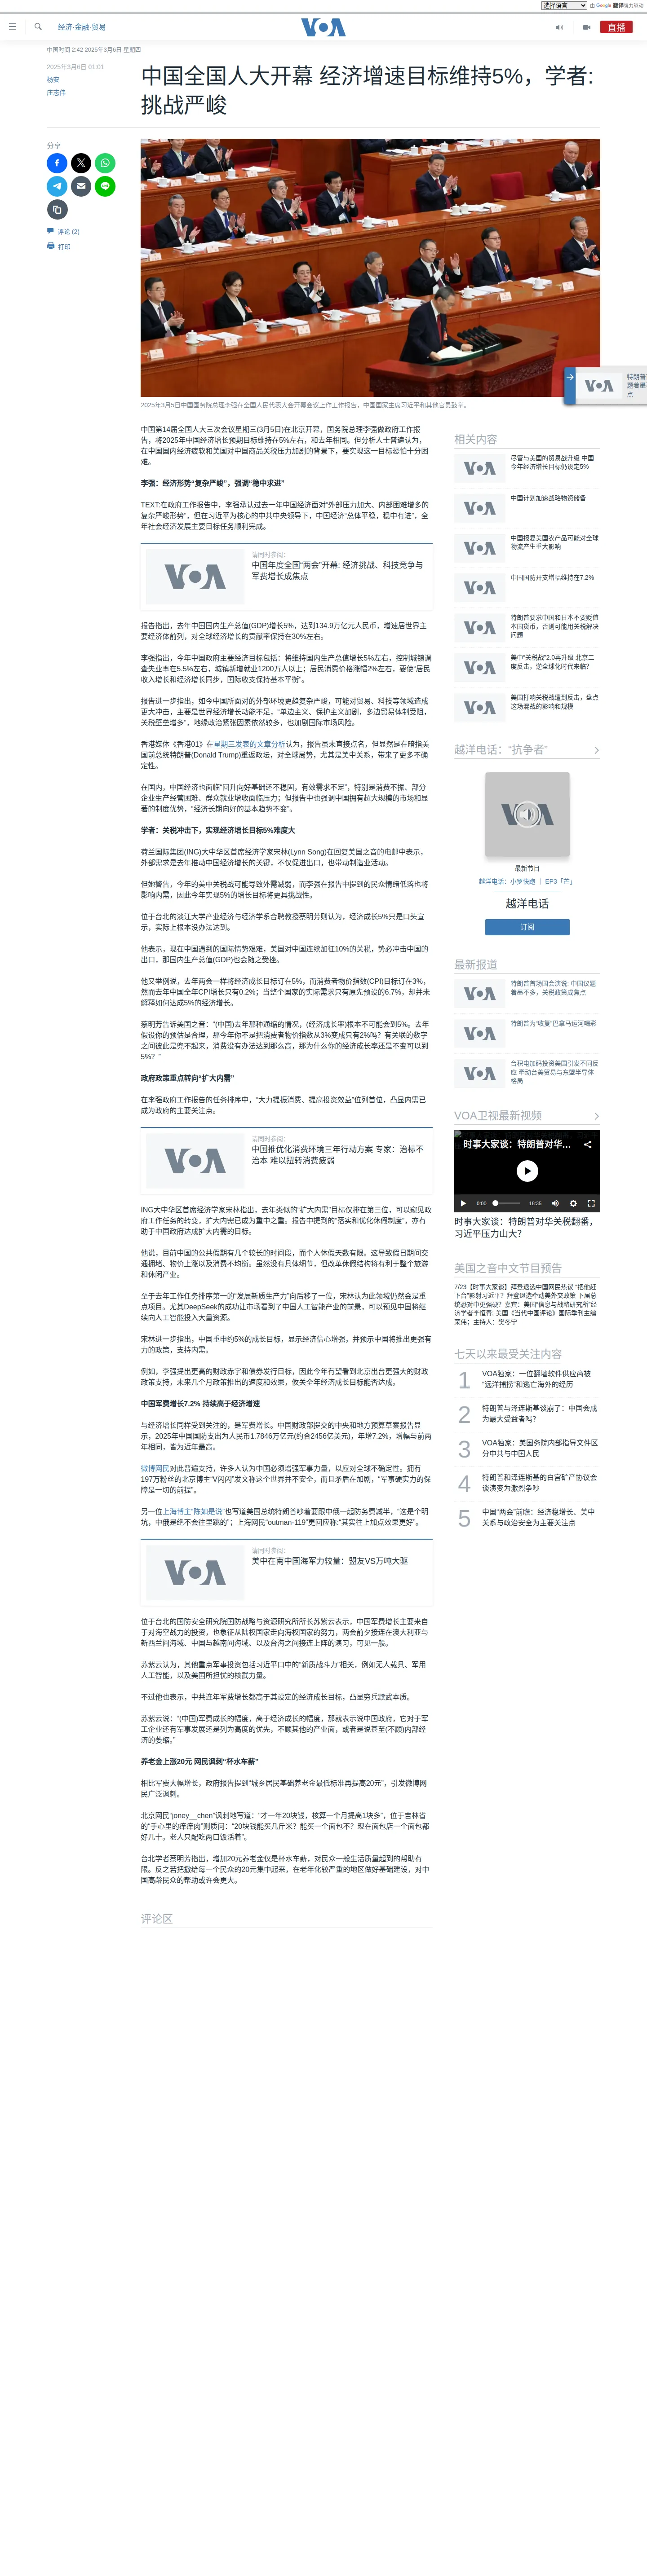 选择语言
由 Google 翻译强力驱动
经济·金融·贸易
VOA
直播
中国时间 2:42 2025年3月6日 星期四
2025年3月6日 01:01
杨安
庄志伟
中国全国人大开幕 经济增速目标维持5%，学者:
挑战严峻
分享
评论 (2)
打印
2025年3月5日中国国务院总理李强在全国人民代表大会开幕会议上作工作报告，中国国家主席习近平和其他官员鼓掌。
中国第14届全国人大三次会议星期三(3月5日)在北京开幕，国务院总理李强做政府工作报
告，将2025年中国经济增长预期目标维持在5%左右，和去年相同。但分析人士普遍认为，
在中国国内经济疲软和美国对中国商品关税压力加剧的背景下，要实现这一目标恐怕十分困
难。
李强：经济形势“复杂严峻”，强调“稳中求进”
TEXT:在政府工作报告中，李强承认过去一年中国经济面对“外部压力加大、内部困难增多的
复杂严峻形势”，但在习近平为核心的中共中央领导下，中国经济“总体平稳，稳中有进”，全
年社会经济发展主要目标任务顺利完成。
请同时参阅：
中国年度全国“两会”开幕: 经济挑战、科技竞争与
军费增长成焦点
报告指出，去年中国国内生产总值(GDP)增长5%，达到134.9万亿元人民币，增速居世界主
要经济体前列，对全球经济增长的贡献率保持在30%左右。
李强指出，今年中国政府主要经济目标包括：将维持国内生产总值增长5%左右，控制城镇调
查失业率在5.5%左右，城镇新增就业1200万人以上；居民消费价格涨幅2%左右，要使“居民
收入增长和经济增长同步，国际收支保持基本平衡”。
报告进一步指出，如今中国所面对的外部环境更趋复杂严峻，可能对贸易、科技等领域造成
更大冲击，主要是世界经济增长动能不足，“单边主义、保护主义加剧，多边贸易体制受阻，
关税壁垒增多”，地缘政治紧张因素依然较多，也加剧国际市场风险。
香港媒体《香港01》在星期三发表的文章分析认为，报告虽未直接点名，但显然是在暗指美
国前总统特朗普(Donald Trump)重返政坛，对全球局势，尤其是美中关系，带来了更多不确
定性。
在国内，中国经济也面临“回升向好基础还不稳固，有效需求不足”，特别是消费不振、部分
企业生产经营困难、群众就业增收面临压力；但报告中也强调中国拥有超大规模的市场和显
著的制度优势，“经济长期向好的基本趋势不变”。
学者：关税冲击下，实现经济增长目标5%难度大
荷兰国际集团(ING)大中华区首席经济学家宋林(Lynn Song)在回复美国之音的电邮中表示，
外部需求是去年推动中国经济增长的关键，不仅促进出口，也带动制造业活动。
但她警告，今年的美中关税战可能导致外需减弱，而李强在报告中提到的民众情绪低落也将
影响内需，因此今年实现5%的增长目标将更具挑战性。
位于台北的淡江大学产业经济与经济学系合聘教授蔡明芳则认为，经济成长5%只是口头宣
示，实际上根本没办法达到。
他表示，现在中国遇到的国际情势艰难，美国对中国连续加征10%的关税，势必冲击中国的
出口，那国内生产总值(GDP)也会随之受挫。
他又举例说，去年两会一样将经济成长目标订在5%，而消费者物价指数(CPI)目标订在3%，
然而去年中国全年CPI增长只有0.2%；当整个国家的实际需求只有原先预设的6.7%，却并未
解释如何达成5%的经济增长。
蔡明芳告诉美国之音：“(中国)去年那种通缩的情况，(经济成长率)根本不可能会到5%。去年
假设你的预估是合理，那今年你不是把消费者物价指数从3%变成只有2%吗？有关联的数字
之间彼此是兜不起来，消费没有办法达到那么高，那为什么你的经济成长率还是不变可以到
5%？”
政府政策重点转向“扩大内需”
在李强政府工作报告的任务排序中，“大力提振消费、提高投资效益”位列首位，凸显内需已
成为政府的主要关注点。
请同时参阅：
中国推优化消费环境三年行动方案 专家：治标不
治本 难以扭转消费疲弱
ING大中华区首席经济学家宋林指出，去年类似的“扩大内需”目标仅排在第三位，可以窥见政
府工作任务的转变，扩大内需已成为重中之重。报告中提到的“落实和优化休假制度”，亦有
助于中国政府达成扩大内需的目标。
他说，目前中国的公共假期有几个较长的时间段，而个人休假天数有限。这导致假日期间交
通拥堵、物价上涨以及消费不均衡。虽然没有具体细节，但改革休假结构将有利于整个旅游
和休闲产业。
至于去年工作任务排序第一的“发展新质生产力”向后移了一位，宋林认为此领域仍然会是重
点项目。尤其DeepSeek的成功让市场看到了中国人工智能产业的前景，可以预见中国将继
续向人工智能投入大量资源。
宋林进一步指出，中国重申约5%的成长目标，显示经济信心增强，并预示中国将推出更强有
力的政策，支持内需。
例如，李强提出更高的财政赤字和债券发行目标，因此今年有望看到北京出台更强大的财政
政策支持，未来几个月政策推出的速度和效果，攸关全年经济成长目标能否达成。
中国军费增长7.2% 持续高于经济增速
与经济增长同样受到关注的，是军费增长。中国财政部提交的中央和地方预算草案报告显
示，2025年中国国防支出为人民币1.7846万亿元(约合2456亿美元)，年增7.2%，增幅与前两
年相同，皆为近年最高。
微博网民对此普遍支持，许多人认为中国必须增强军事力量，以应对全球不确定性。拥有
197万粉丝的北京博主“V闪闪”发文称这个世界并不安全，而且矛盾在加剧，“军事硬实力的保
障是一切的前提”。
另一位上海博主“陈如是说”也写道美国总统特朗普吵着要跟中俄一起防务费减半，“这是个明
坑，中俄是绝不会往里跳的”；上海网民“outman-119”更回应称:“其实往上加点效果更好”。
请同时参阅：
美中在南中国海军力较量：盟友VS万吨大驱
位于台北的国防安全研究院国防战略与资源研究所所长苏紫云表示，中国军费增长主要来自
于对海空战力的投资，也象征从陆权国家走向海权国家的努力，两会前夕接连在澳大利亚与
新西兰间海域、中国与越南间海域、以及台海之间接连上阵的演习，可见一般。
苏紫云认为，其他重点军事投资包括习近平口中的“新质战斗力”相关，例如无人载具、军用
人工智能，以及美国所担忧的核武力量。
不过他也表示，中共连年军费增长都高于其设定的经济成长目标，凸显穷兵黩武本质。
苏紫云说：“(中国)军费成长的幅度，高于经济成长的幅度，那就表示说中国政府，它对于军
工企业还有军事发展还是列为高度的优先，不顾其他的产业面，或者是说甚至(不顾)内部经
济的萎缩。”
养老金上涨20元 网民讽刺“杯水车薪”
相比军费大幅增长，政府报告提到“城乡居民基础养老金最低标准再提高20元”，引发微博网
民广泛讽刺。
北京网民“joney__chen”讽刺地写道：“才一年20块钱，核算一个月提高1块多”，位于吉林省
的“手心里的痒痒肉”则质问：“20块钱能买几斤米？能买一个面包不？现在面包店一个面包都
好几十。老人只配吃两口饭活着”。
台北学者蔡明芳指出，增加20元养老金仅是杯水车薪，对民众一般生活质量起到的帮助有
限。反之若把撒给每一个民众的20元集中起来，在老年化较严重的地区做好基础建设，对中
国高龄民众的帮助或许会更大。
评论区
特朗普
题着墨
点
相关内容
尽管与美国的贸易战升级 中国
今年经济增长目标仍设定5%
中国计划加速战略物资储备
中国报复美国农产品可能对全球
物流产生重大影响
中国国防开支增幅维持在7.2%
特朗普要求中国和日本不要贬值
本国货币，否则可能用关税解决
问题
美中“关税战”2.0再升级 北京二
度反击，逆全球化时代来临？
美国打响关税战遭到反击，盘点
这场混战的影响和规模
越洋电话：“抗争者”
最新节目
越洋电话：小罗快跑 ｜ EP3「芒」
越洋电话
订阅
最新报道
特朗普首场国会演说: 中国议题
着墨不多，关税政策成焦点
特朗普为“收复”巴拿马运河喝彩
台积电加码投资美国引发不同反
应 牵动台美贸易与东盟半导体
格局
VOA卫视最新视频
时事大家谈：特朗普对华…
0:00
18:35
时事大家谈：特朗普对华关税翻番，
习近平压力山大？
美国之音中文节目预告
7/23【时事大家谈】拜登退选中国网民热议 “把他赶
下台”影射习近平？拜登退选牵动美外交政策 下届总
统恐对中更强硬？嘉宾：美国“信息与战略研究所”经
济学者李恒青; 美国《当代中国评论》国际季刊主编
荣伟；主持人：樊冬宁
七天以来最受关注内容
1
VOA独家：一位翻墙软件供应商被
“远洋捕捞”和逃亡海外的经历
2
特朗普与泽连斯基谈崩了：中国会成
为最大受益者吗？
3
VOA独家：美国务院内部指导文件区
分中共与中国人民
4
特朗普和泽连斯基的白宫矿产协议会
谈演变为激烈争吵
5
中国“两会”前瞻：经济稳增长、美中
关系与政治安全为主要关注点